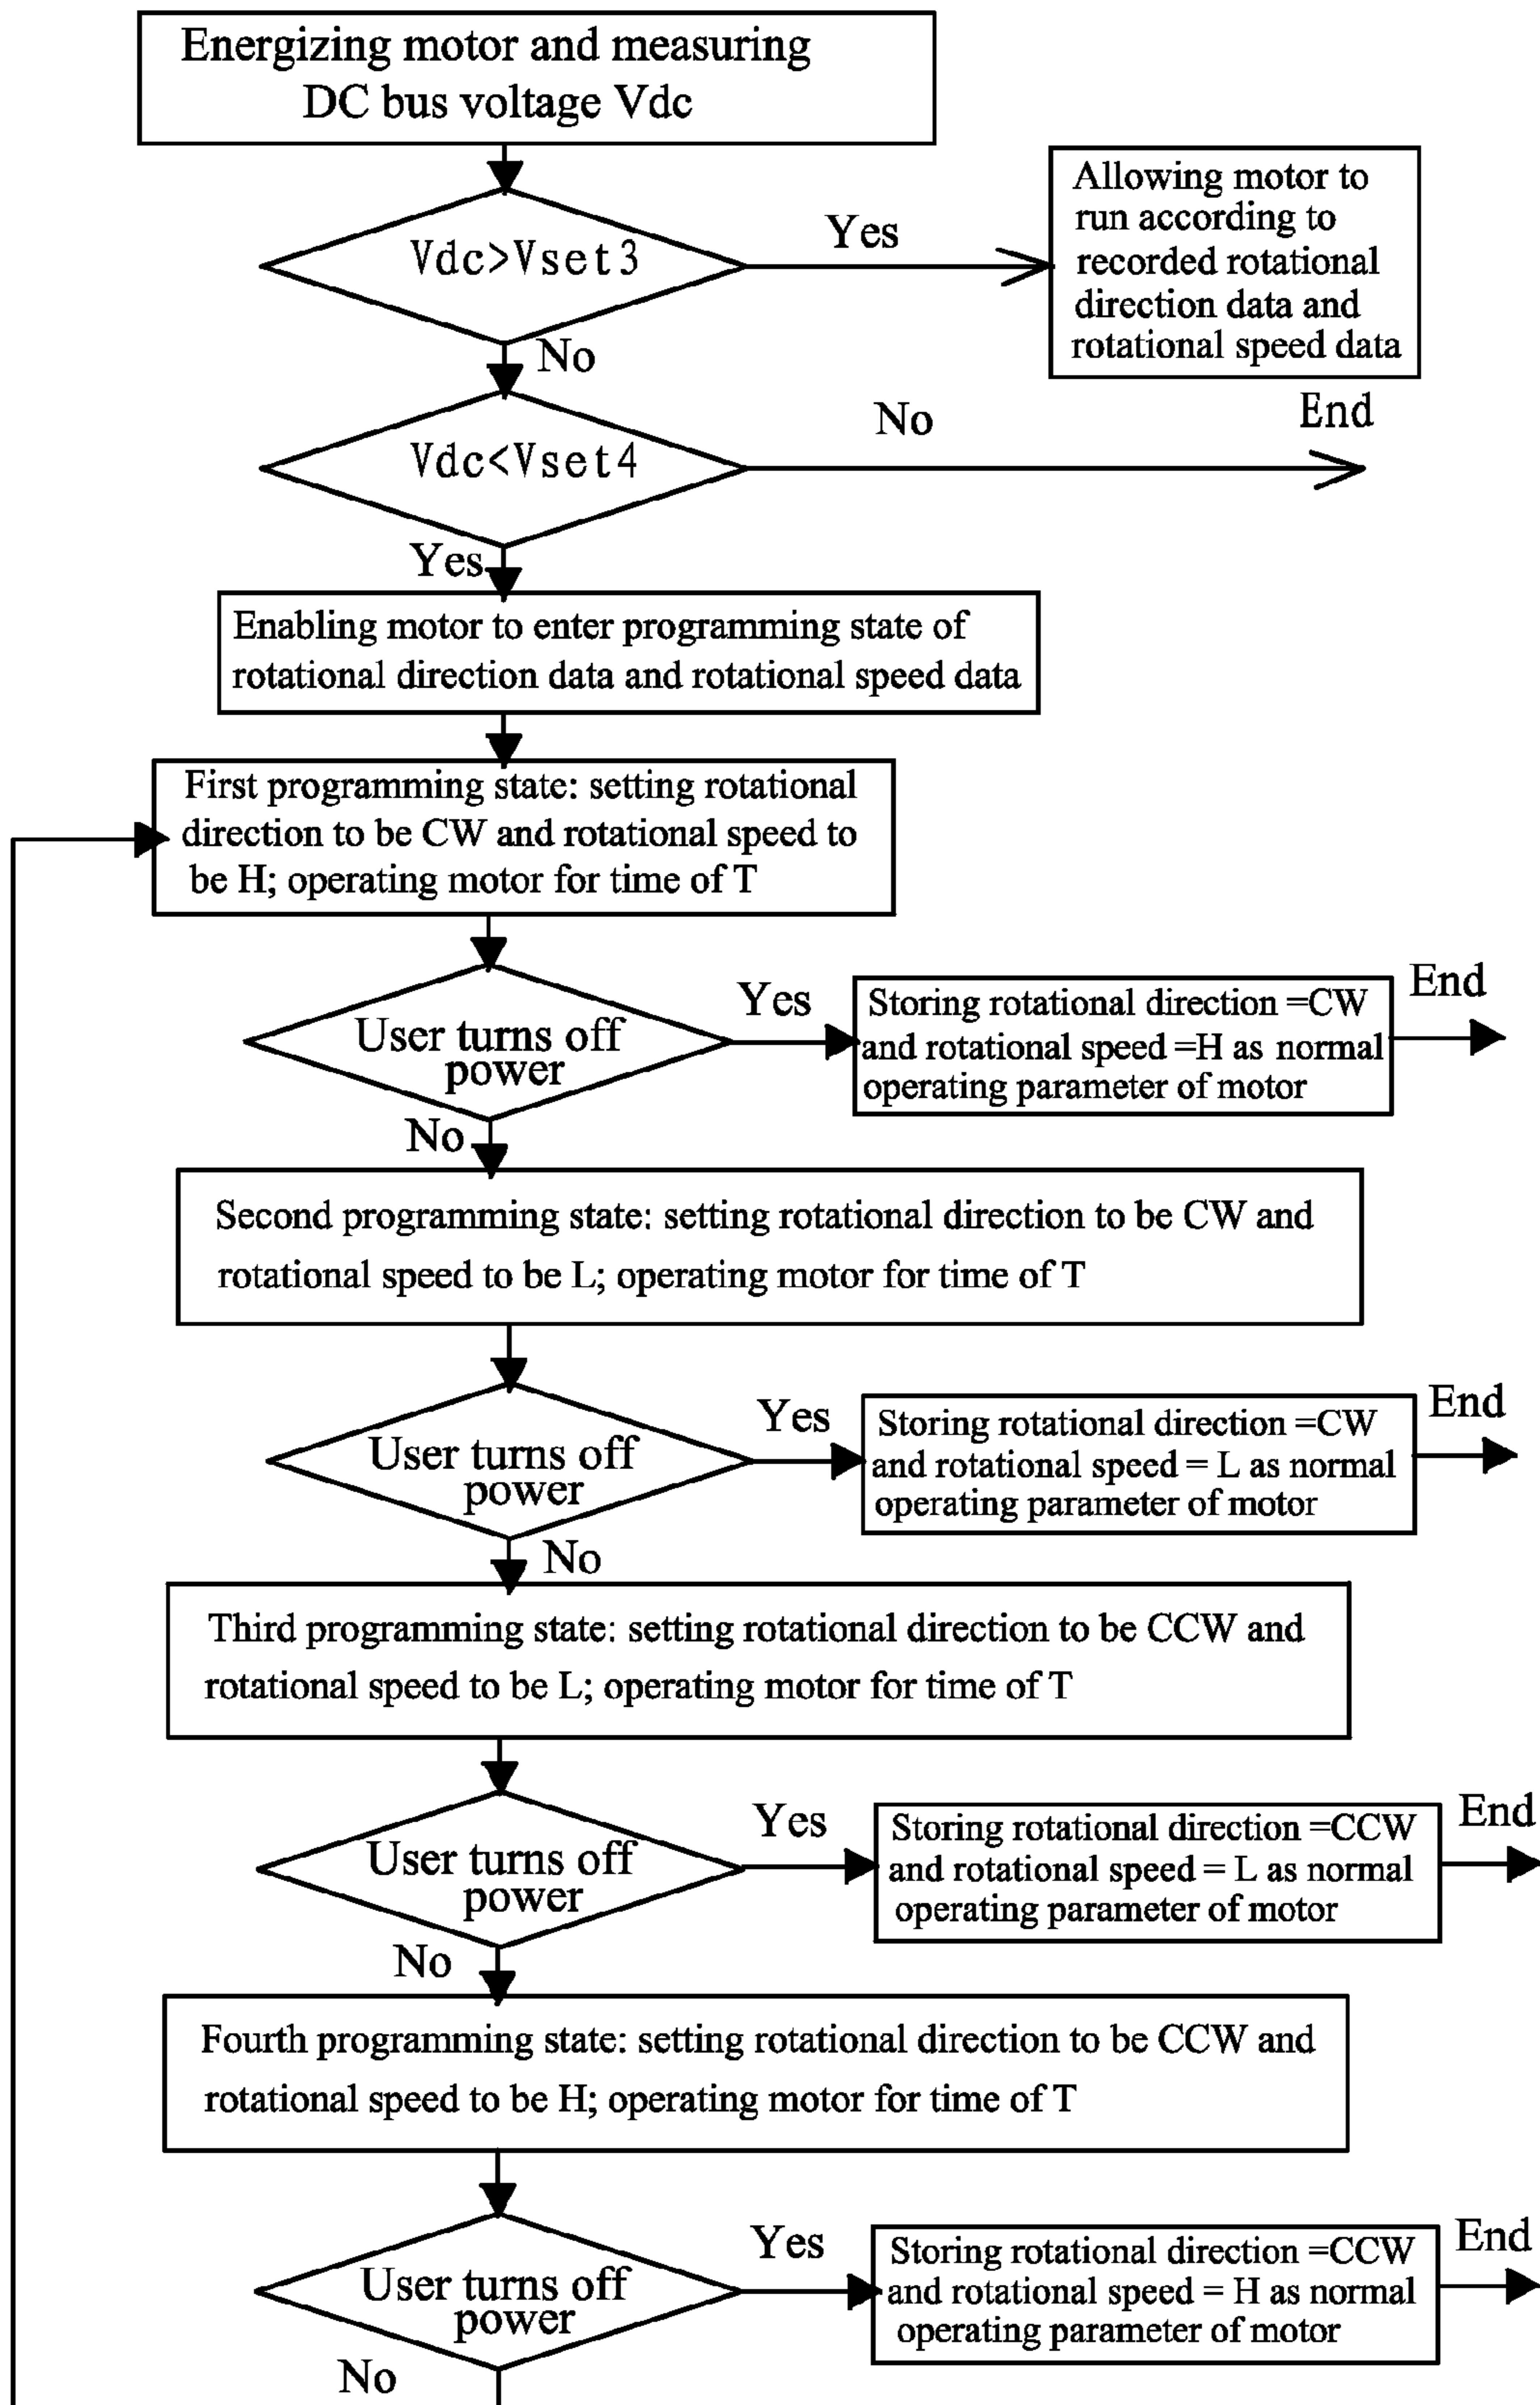 Energizing motor and measuring
DC bus voltage Vdc
Vdc>Vset3
Yes
Allowing motor to
run according to
recorded rotational
direction data and
rotational speed data
No
Vdc<Vset4
No
End
Yes
Enabling motor to enter programming state of
rotational direction data and rotational speed data
First programming state: setting rotational
direction to be CW and rotational speed to
be H; operating motor for time of T
User turns off
power
Yes
Storing rotational direction =CW
and rotational speed =H as normal
operating parameter of motor
End
No
Second programming state: setting rotational direction to be CW and
rotational speed to be L; operating motor for time of T
User turns off
power
Yes
Storing rotational direction =CW
and rotational speed = L as normal
operating parameter of motor
End
No
Third programming state: setting rotational direction to be CCW and
rotational speed to be L; operating motor for time of T
User turns off
power
Yes
Storing rotational direction =CCW
and rotational speed = L as normal
operating parameter of motor
End
No
Fourth programming state: setting rotational direction to be CCW and
rotational speed to be H; operating motor for time of T
User turns off
power
Yes
Storing rotational direction =CCW
and rotational speed = H as normal
operating parameter of motor
End
No